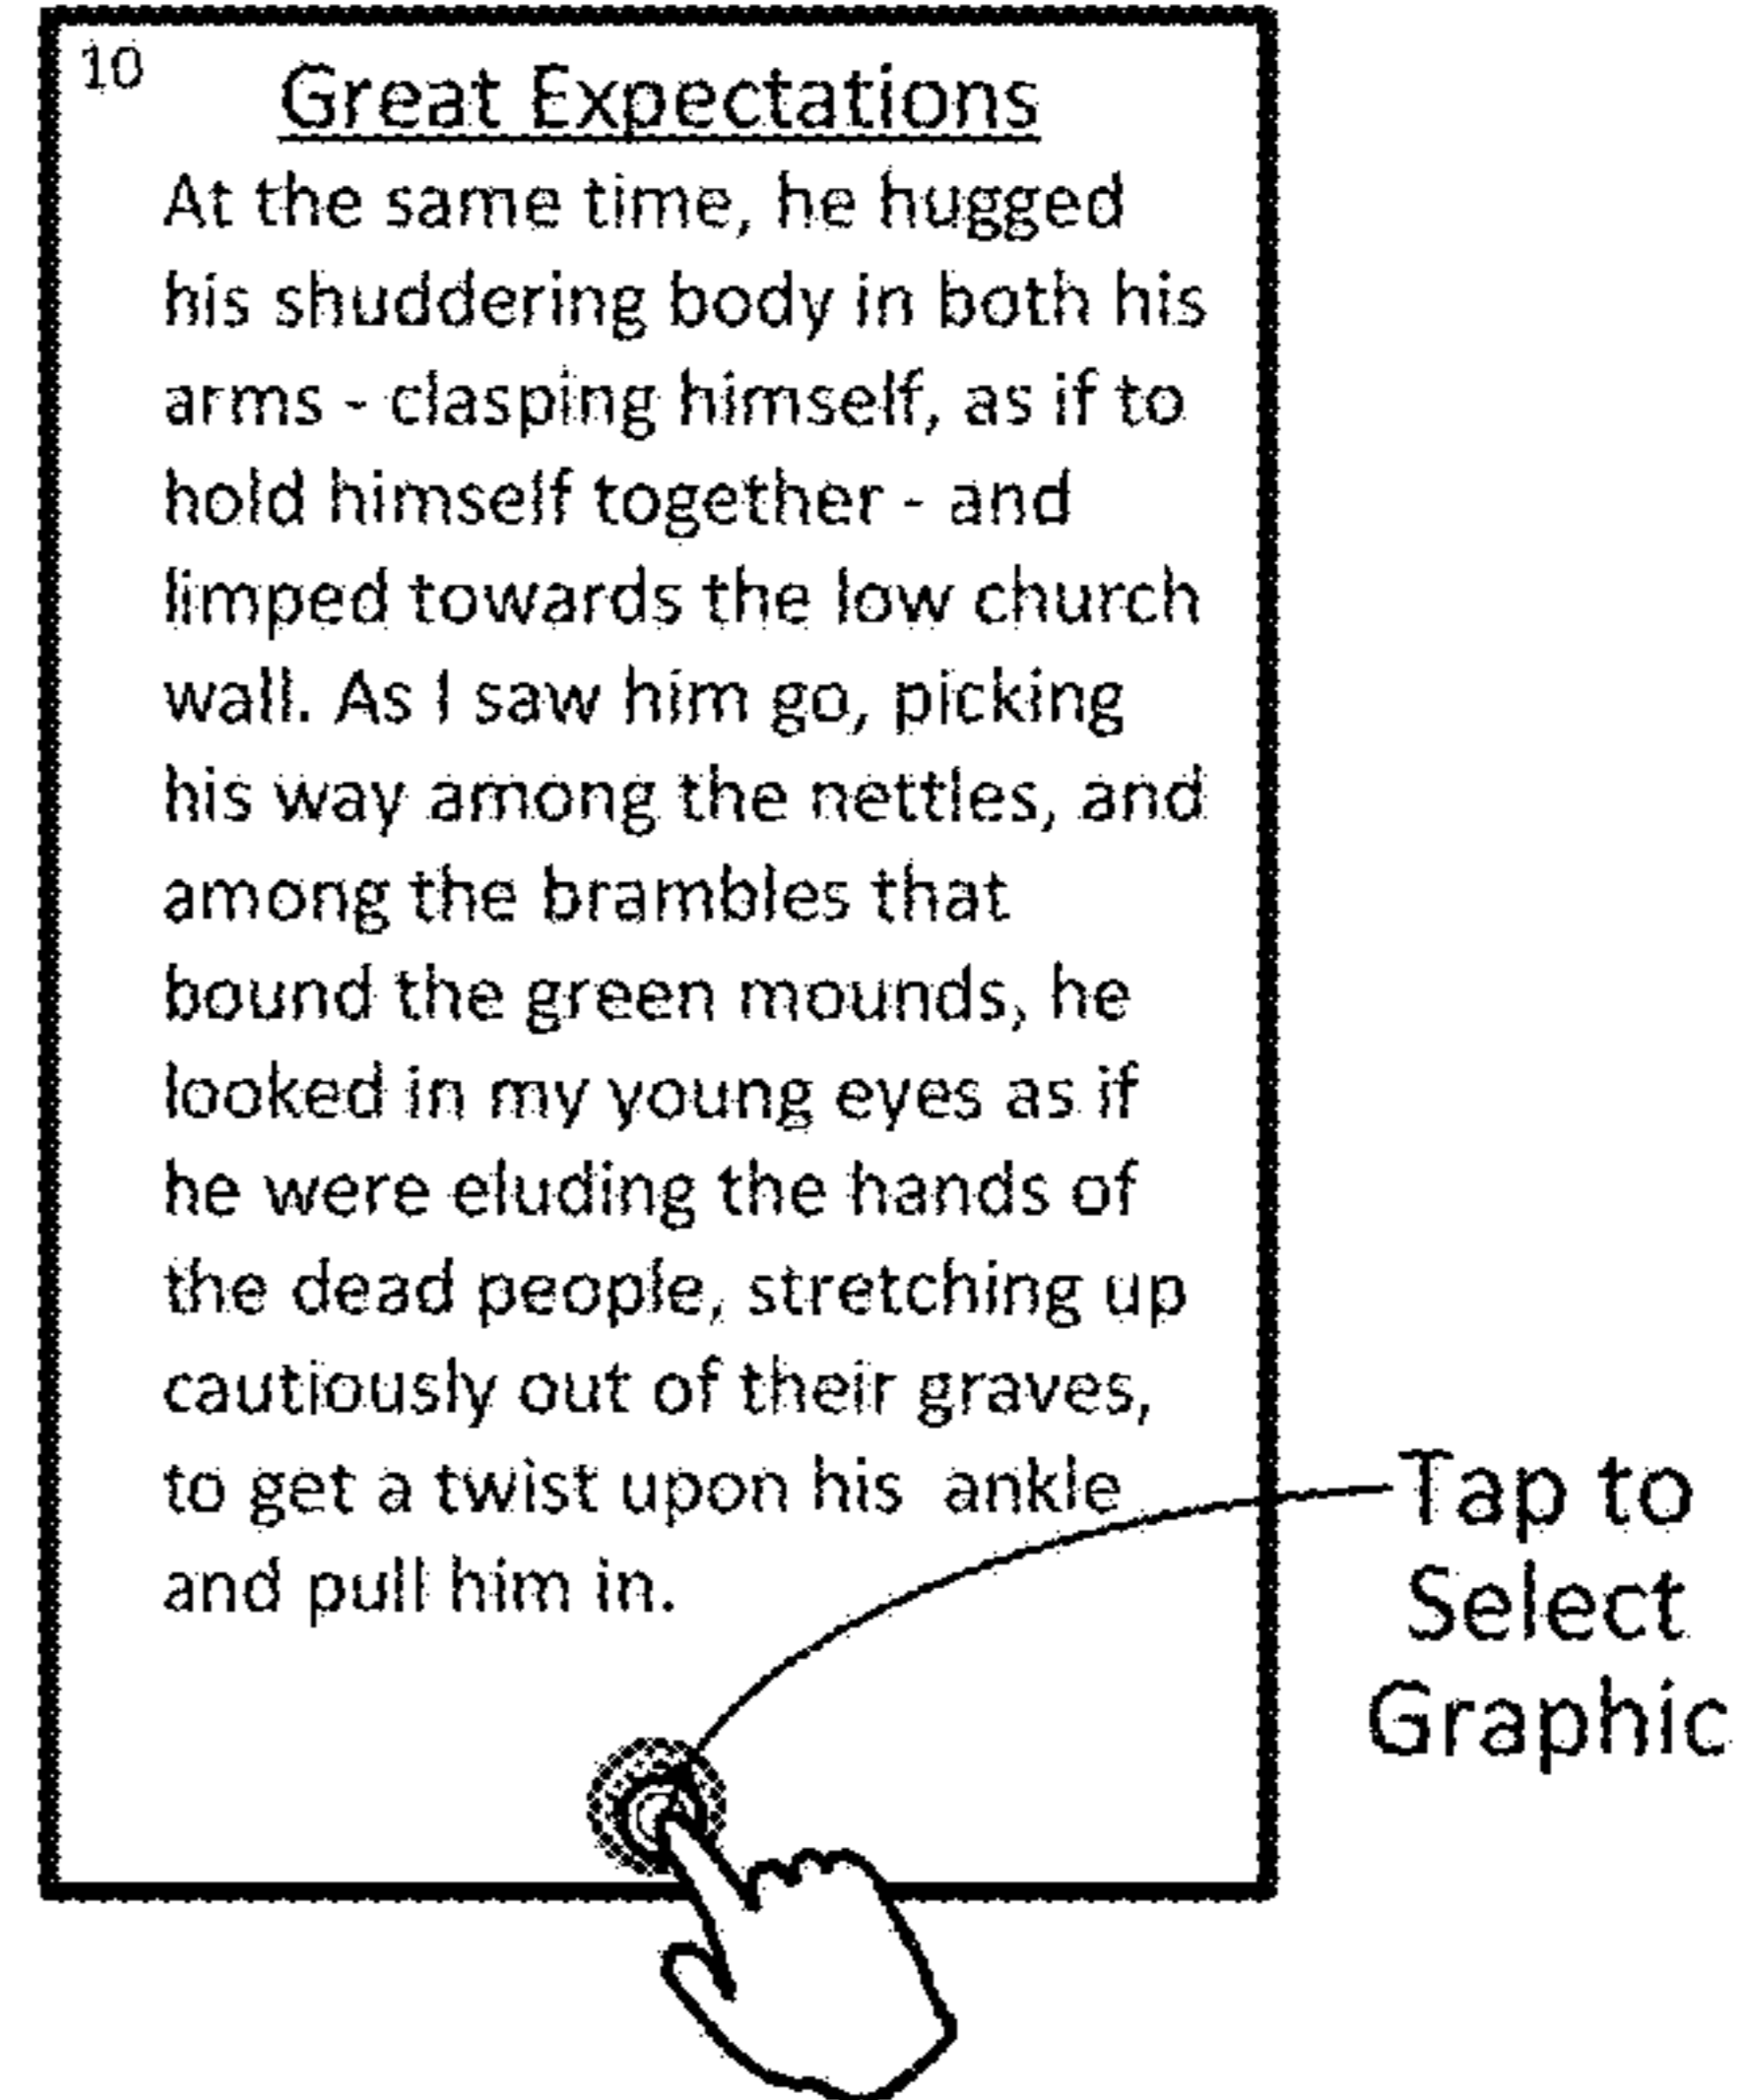 10
Great Expectations
At the same time, he hugged
his shuddering body in both his
arms - clasping himself, as if to
hold himself together - and
limped towards the low church
wall. As I saw him go, picking
his way among the nettles, and
among the brambles that
bound the green mounds, he
looked in my young eyes as if
he were eluding the hands of
the dead people, stretching up
cautiously out of their graves,
to get a twist upon his  ankle
and pull him in.
Tap to
Select
Graphic